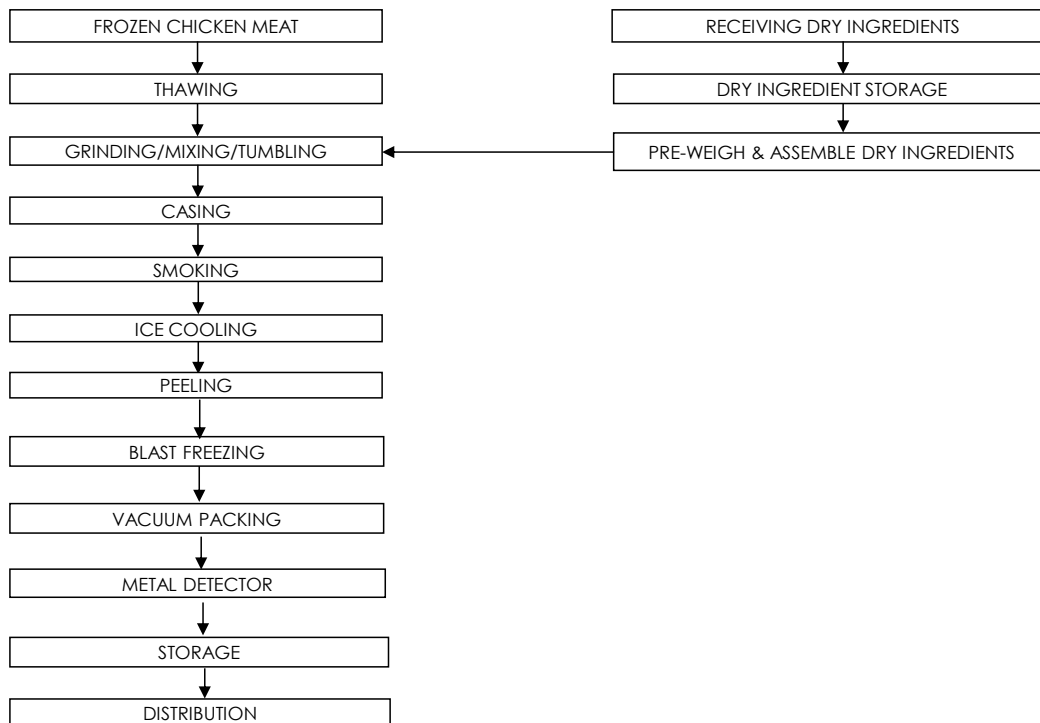 FROZEN CHICKEN MEAT
RECEIVING DRY INGREDIENTS
THAWING
DRY INGREDIENT STORAGE
GRINDING/MIXING/TUMBLING
PRE-WEIGH & ASSEMBLE DRY INGREDIENTS
CASING
SMOKING
ICE COOLING
PEELING
BLAST FREEZING
VACUUM PACKING
METAL DETECTOR
STORAGE
DISTRIBUTION